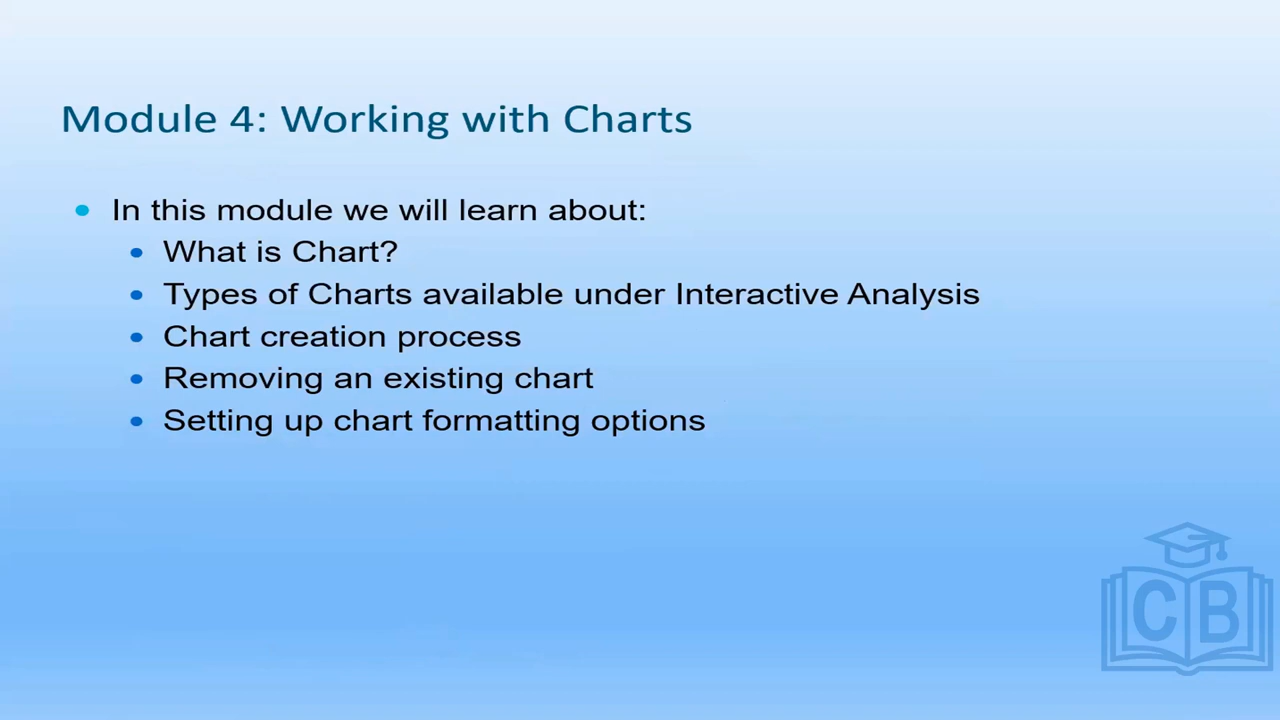 Module 4: Working with Charts
In this module we will learn about:
What is Chart?
Types of Charts available under Interactive Analysis
Chart creation process
Removing an existing chart
Setting up chart formatting options
CB